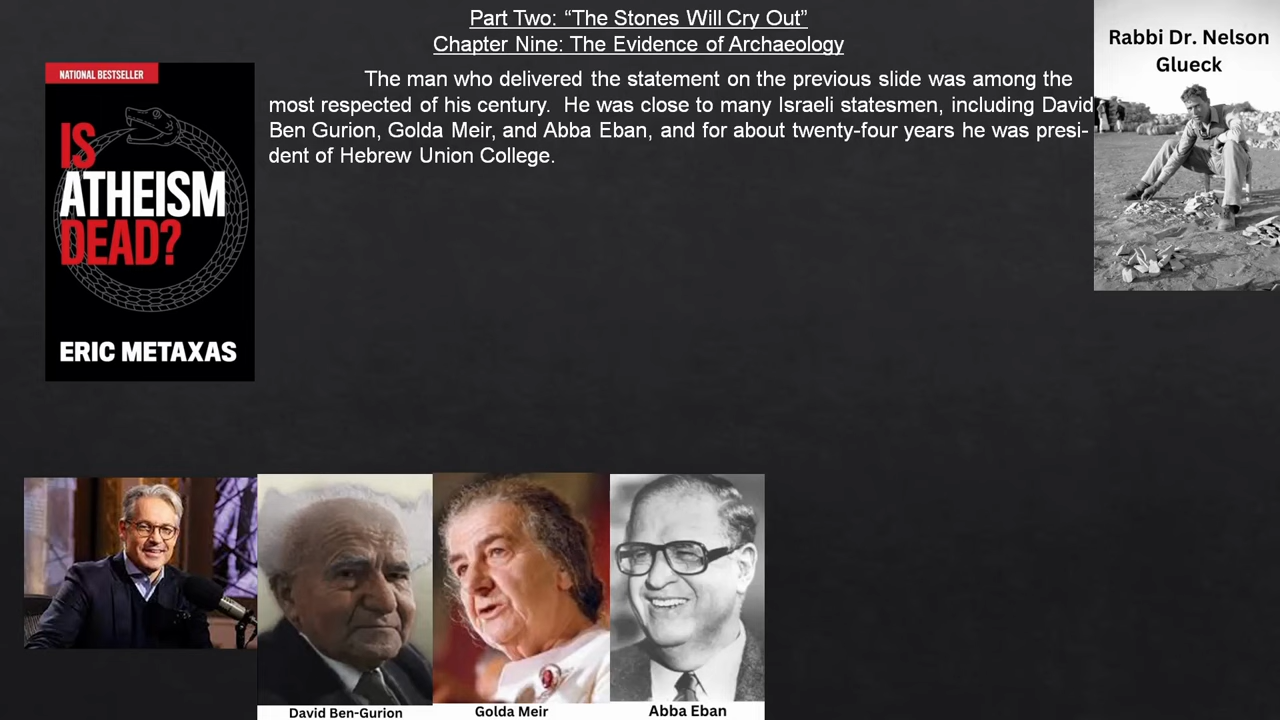 Part Two: “The Stones Will Cry Out”
Chapter Nine: The Evidence of Archaeology
Rabbi Dr. Nelson
Glueck
The man who delivered the statement on the previous slide was among the
most respected of his century. He was close to many Israeli statesmen, including David
Ben Gurion, Golda Meir, and Abba Eban, and for about twenty-four years he was presi-
dent of Hebrew Union College.
NATIONAL BESTSELLER
IS
ATHEISM
DEAD?
ERIC METAXAS
David Ben-Gurion
Golda Meir
Abba Eban